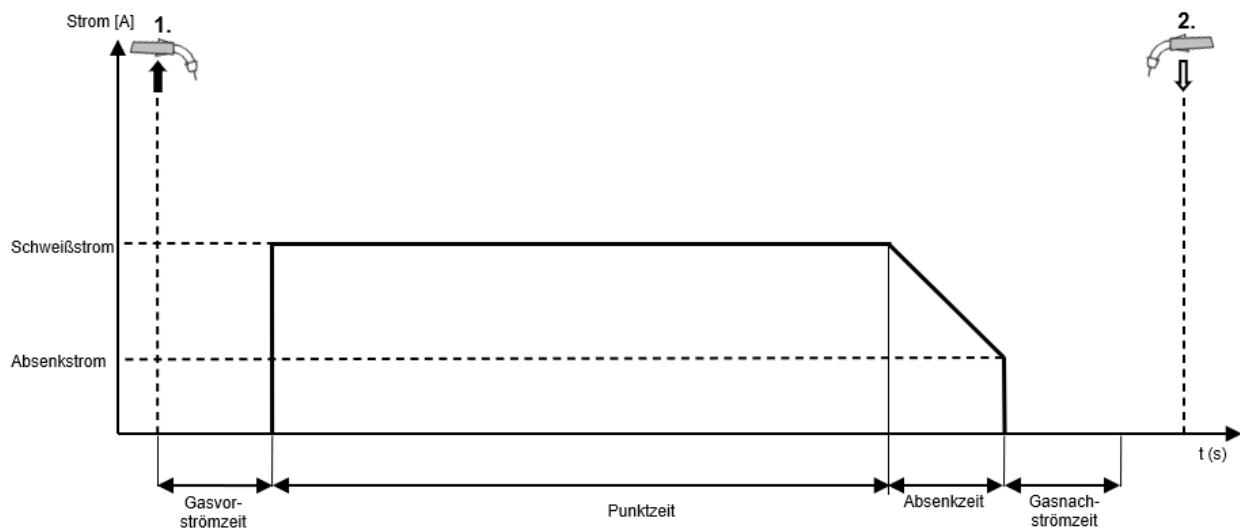 Strom [A]
1.
2.
Schweißstrom
Absenkstrom
t (s)
Gasvor-
strömzeit
Punktzeit
Absenkzeit
Gasnach-
strömzeit